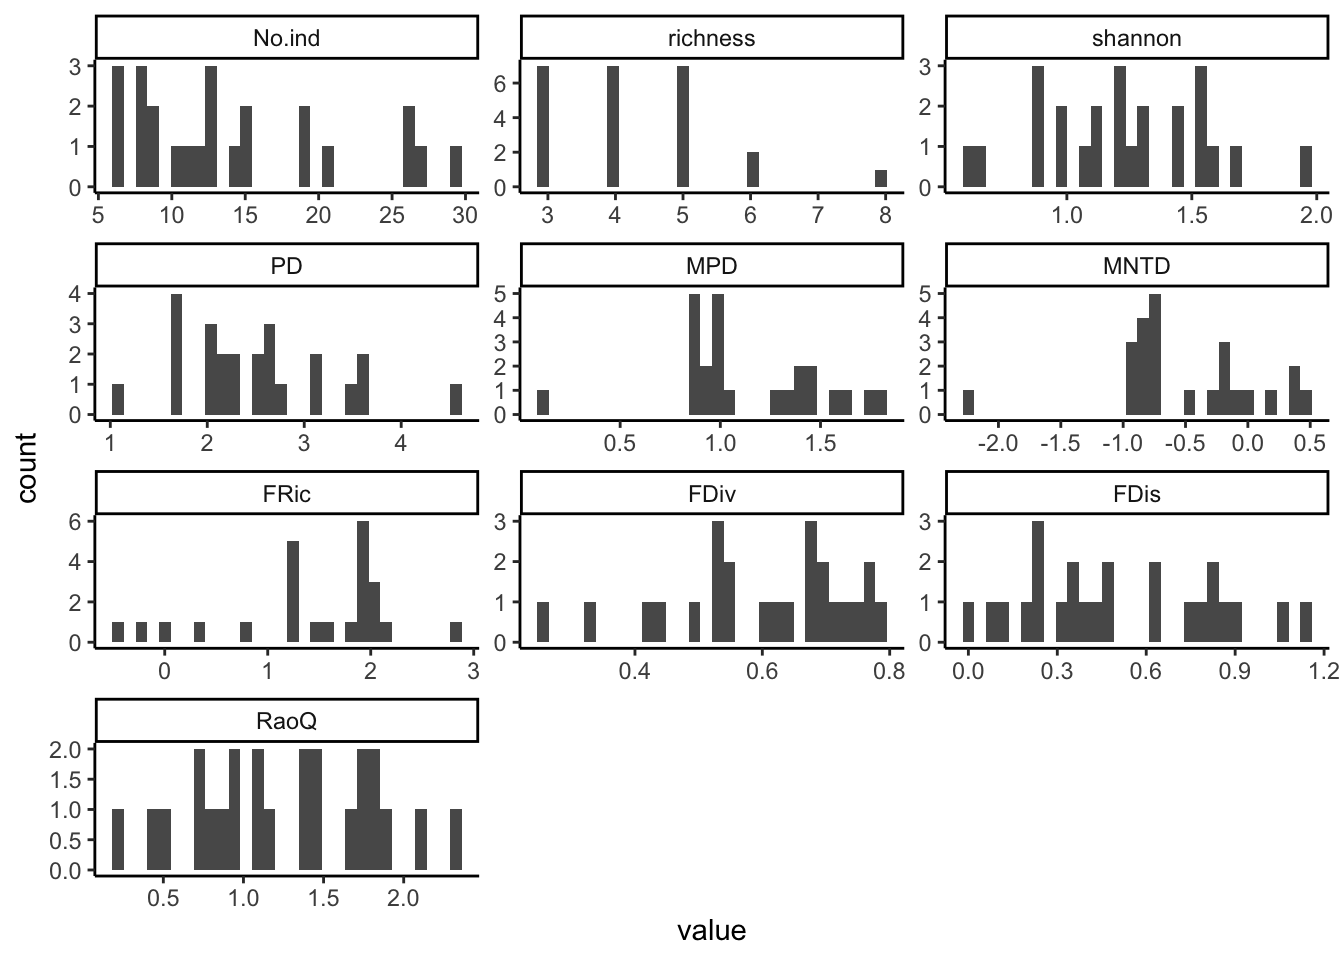 No.ind
richness
shannon
3
2
1
0
6
4
2
0
3
2
1
0
5 10 15 20 25 30
3 4 5 6 7 8
1.0 1.5 2.0
PD
MPD
MNTD
4
3
2
1
0
5
4
3
2
1
0
5
4
3
2
1
0
1 2 3 4
0.5 1.0 1.5
-2.0 -1.5 -1.0 -0.5 0.0 0.5
count
FRic
FDiv
FDis
6
4
2
0
3
2
1
0
3
2
1
0
0 1 2 3
0.4 0.6 0.8
0.0 0.3 0.6 0.9 1.2
RaoQ
2.0
1.5
1.0
0.5
0.0
0.5 1.0 1.5 2.0
value